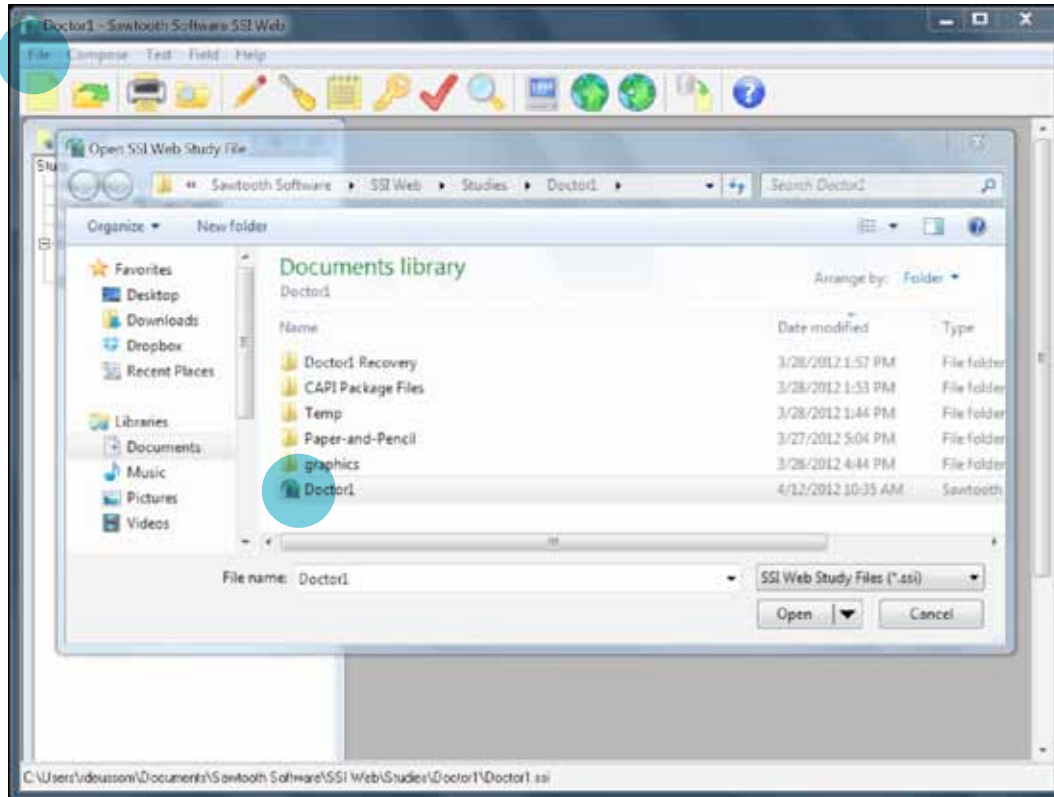 Doctor1 - Sawtooth Software SSI Web
File Compose Test Field Help
Open SSI Web Study File
Stu
« Sawtooth Software ▸ SSI Web ▸ Studies ▸ Doctor1 ▸
Search Doctor1
Organize
New folder
Favorites
Desktop
Downloads
Dropbox
Recent Places
Libraries
Documents
Music
Pictures
Videos
Documents library
Doctor1
Arrange by: Folder
Name Date modified Type
Doctor1 Recovery 3/28/2012 1:57 PM File folder
CAPI Package Files 3/28/2012 1:53 PM File folder
Temp 3/28/2012 1:44 PM File folder
Paper-and-Pencil 3/27/2012 5:04 PM File folder
graphics 3/26/2012 4:44 PM File folder
Doctor1 4/12/2012 10:35 AM Sawtooth
File name: Doctor1
SSI Web Study Files (*.ssi)
Open Cancel
C:\Users\vdeussom\Documents\Sawtooth Software\SSI Web\Studies\Doctor1\Doctor1.ssi